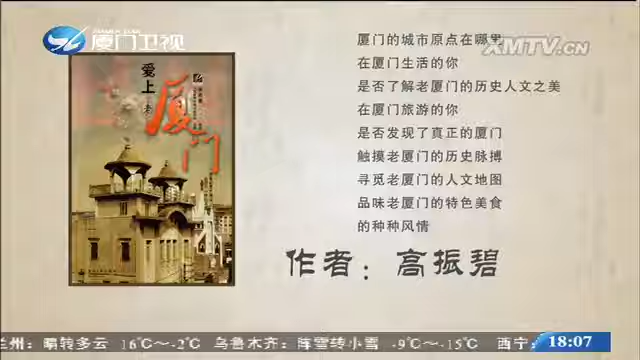 厦门卫视
XMTV.CN
爱上
老
厦门
厦门的城市原点在哪里
在厦门生活的你
是否了解老厦门的历史人文之美
在厦门旅游的你
是否发现了真正的厦门
触摸老厦门的历史脉搏
寻觅老厦门的人文地图
品味老厦门的特色美食
的种种风情
作者：高振碧
兰州：晴转多云 16℃～-2℃ 乌鲁木齐：阵雪转小雪 -9℃～-15℃ 西宁
18:07